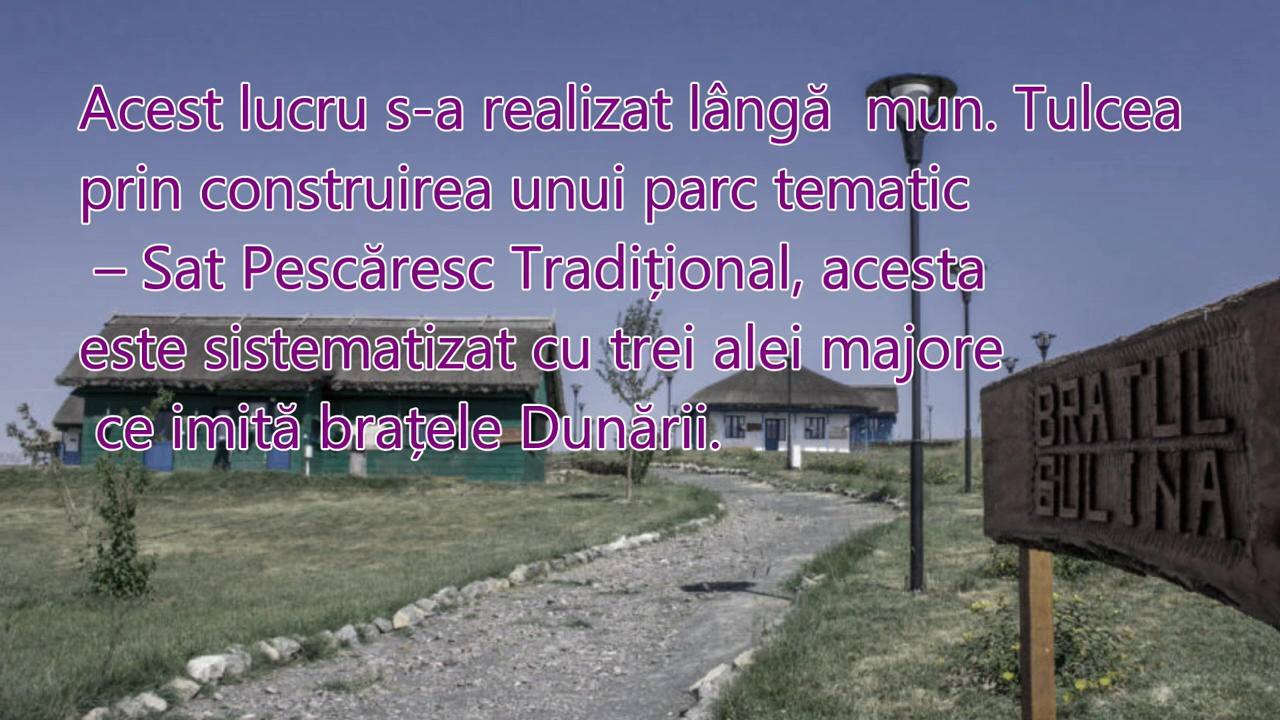 Acest lucru s-a realizat lângă  mun. Tulcea
prin construirea unui parc tematic
– Sat Pescăresc Tradițional, acesta
este sistematizat cu trei alei majore
ce imită brațele Dunării.
BRATUL
SULINA